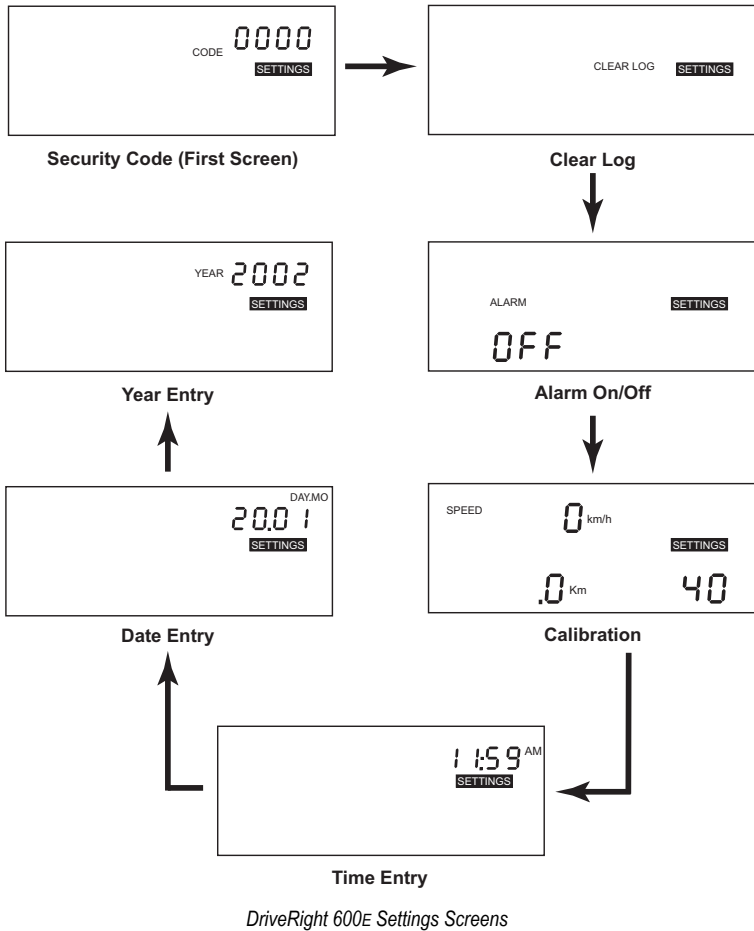 CODE 0000
SETTINGS
Security Code (First Screen)
CLEAR LOG SETTINGS
Clear Log
ALARM SETTINGS
OFF
Alarm On/Off
SPEED 0 km/h
SETTINGS
.0 Km 40
Calibration
11:59 AM
SETTINGS
Time Entry
DAY.MO
20.01
SETTINGS
Date Entry
YEAR 2002
SETTINGS
Year Entry
DriveRight 600E Settings Screens